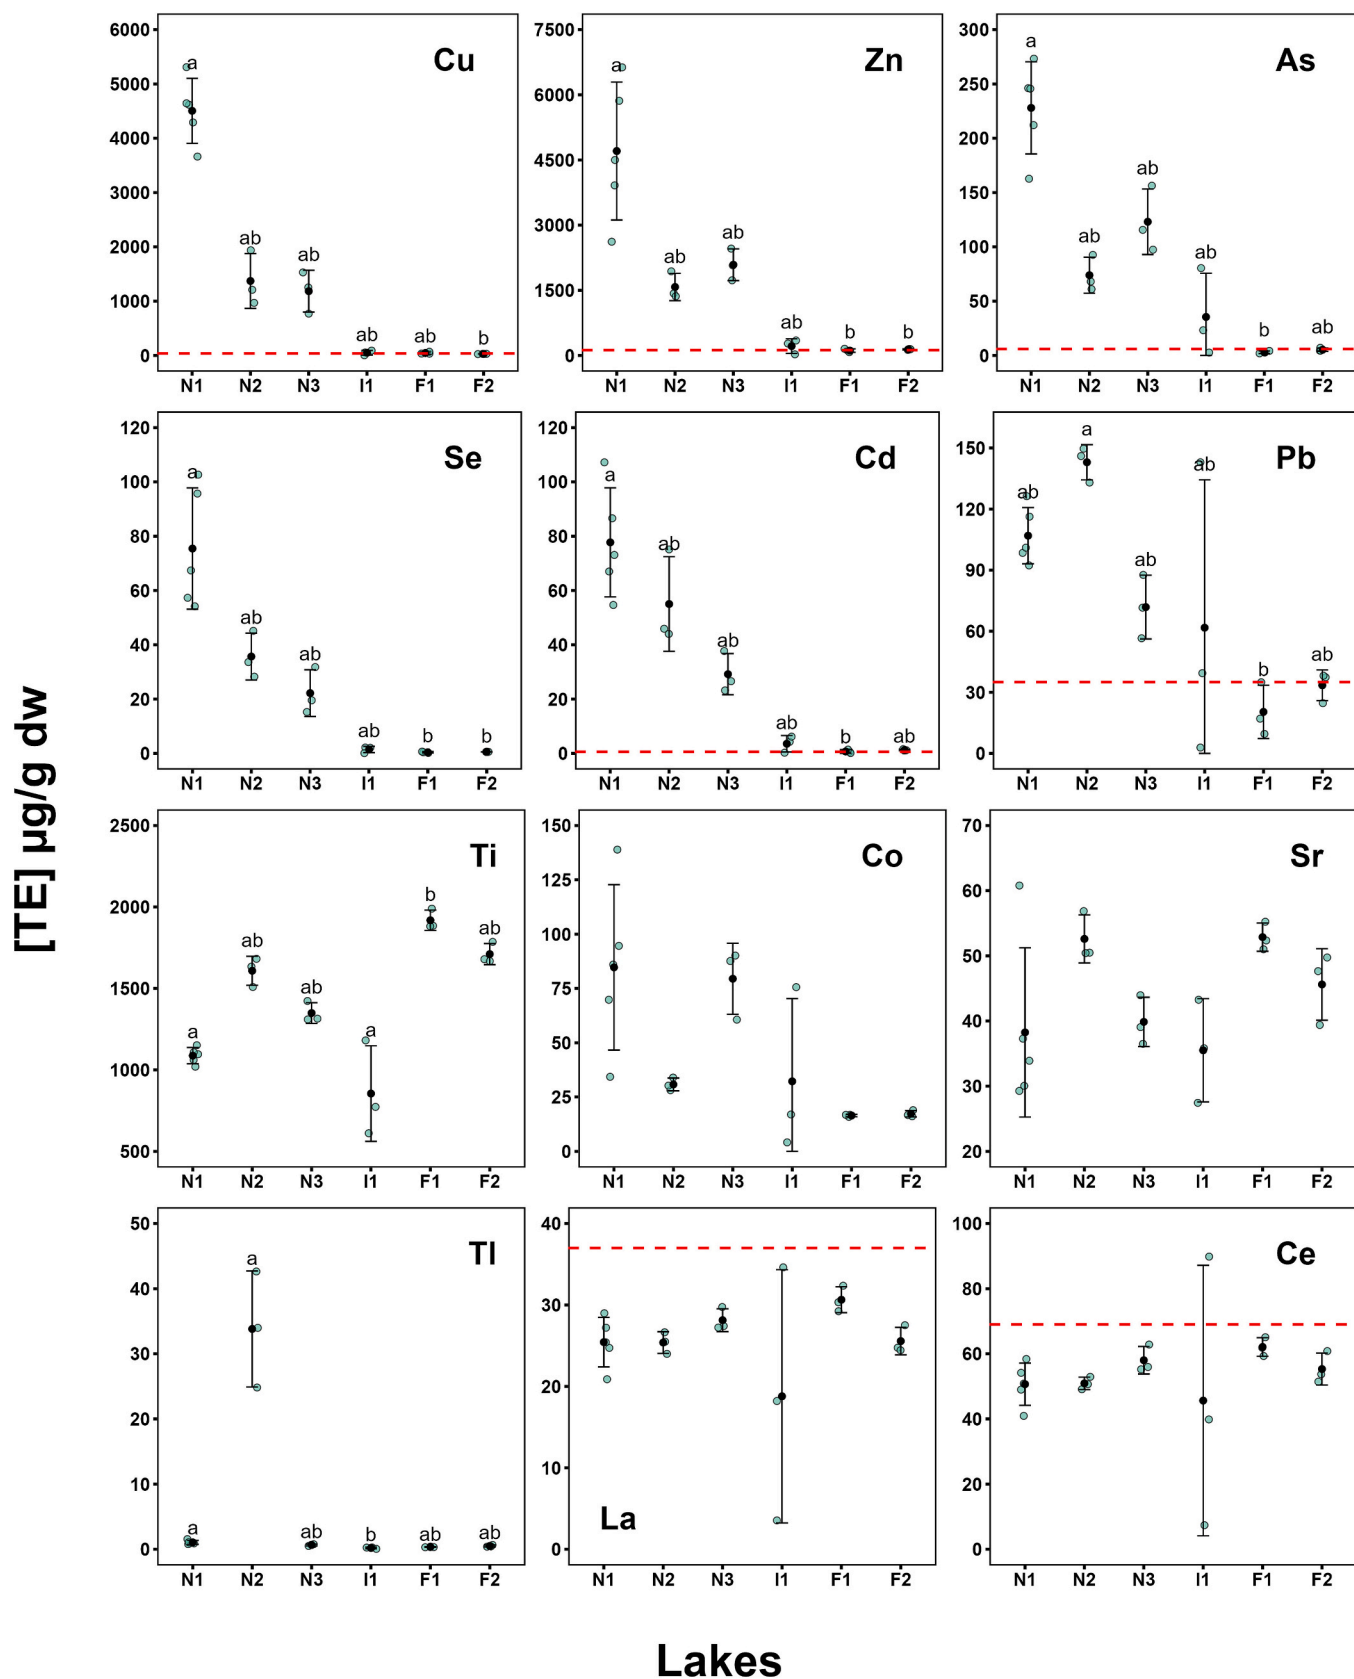 [TE] µg/g dw
Cu
6000
5000
4000
3000
2000
1000
0
a
ab
ab
ab
ab
b
N1 N2 N3 I1 F1 F2
Zn
7500
6000
4500
3000
1500
0
a
ab
ab
ab
b
b
N1 N2 N3 I1 F1 F2
As
300
250
200
150
100
50
0
a
ab
ab
ab
b
ab
N1 N2 N3 I1 F1 F2
Se
120
100
80
60
40
20
0
a
ab
ab
ab
b
b
N1 N2 N3 I1 F1 F2
Cd
120
100
80
60
40
20
0
a
ab
ab
ab
b
ab
N1 N2 N3 I1 F1 F2
Pb
150
120
90
60
30
0
ab
a
ab
ab
b
ab
N1 N2 N3 I1 F1 F2
Ti
2500
2000
1500
1000
500
a
ab
ab
a
b
ab
N1 N2 N3 I1 F1 F2
Co
150
125
100
75
50
25
0
N1 N2 N3 I1 F1 F2
Sr
70
60
50
40
30
20
N1 N2 N3 I1 F1 F2
Tl
50
40
30
20
10
0
a
a
ab
b
ab
ab
N1 N2 N3 I1 F1 F2
La
40
30
20
10
0
N1 N2 N3 I1 F1 F2
Ce
100
80
60
40
20
0
N1 N2 N3 I1 F1 F2
Lakes